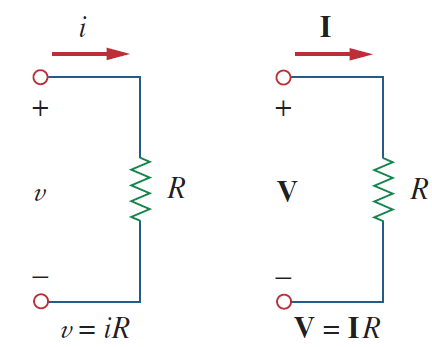 i
I
+
+
v
R
V
R
−
−
v = iR
V = IR